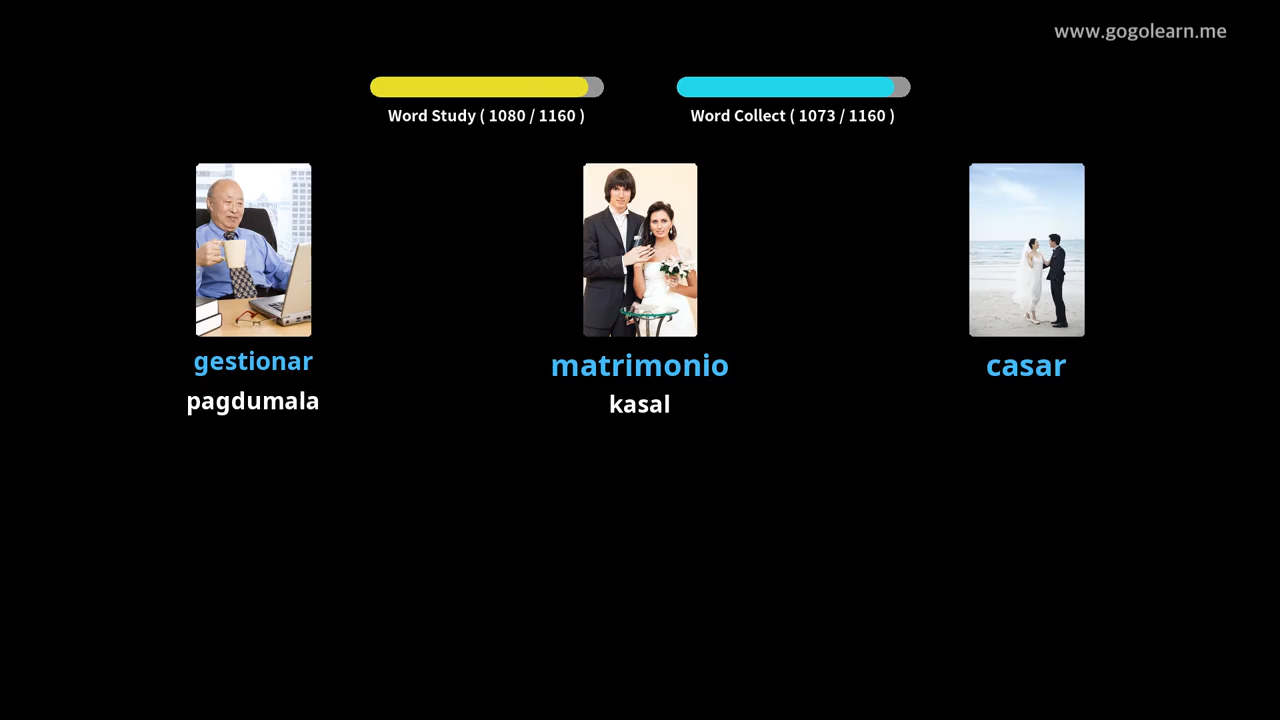 www.gogolearn.me
Word Study ( 1080 / 1160 )
Word Collect ( 1073 / 1160 )
gestionar
matrimonio
casar
pagdumala
kasal